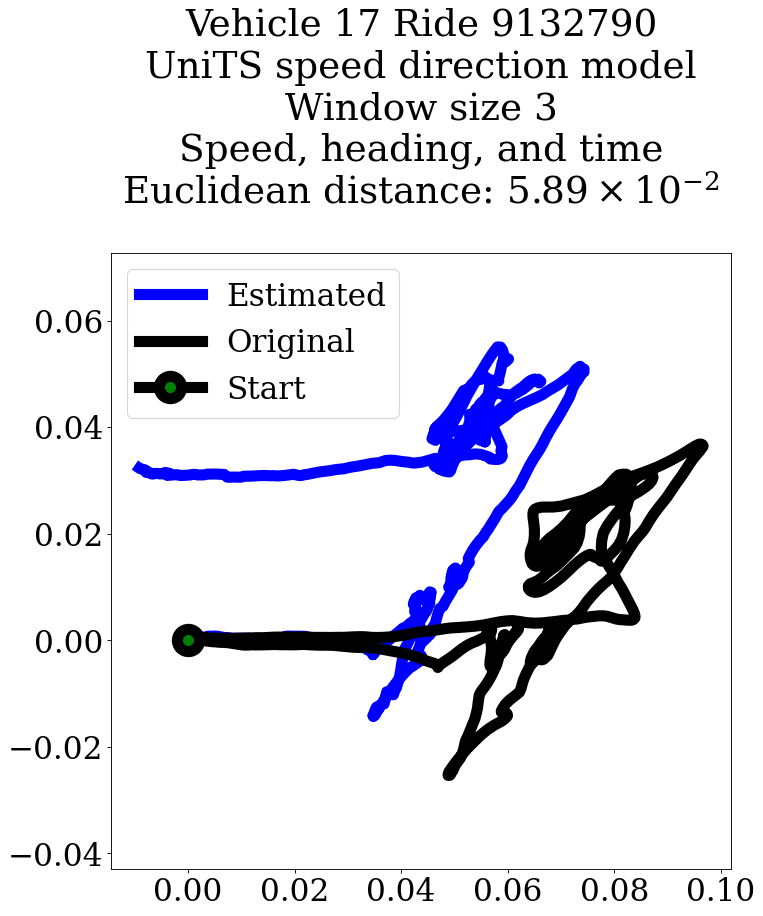 Vehicle 17 Ride 9132790
UniTS speed direction model
Window size 3
Speed, heading, and time
Euclidean distance: 5.89 × 10⁻²
Estimated
Original
Start
0.06
0.04
0.02
0.00
−0.02
−0.04
0.00 0.02 0.04 0.06 0.08 0.10